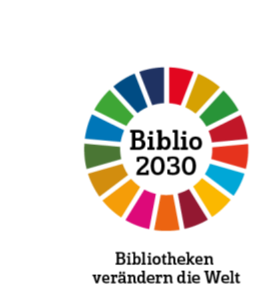 Biblio
2030
Bibliotheken
verändern die Welt